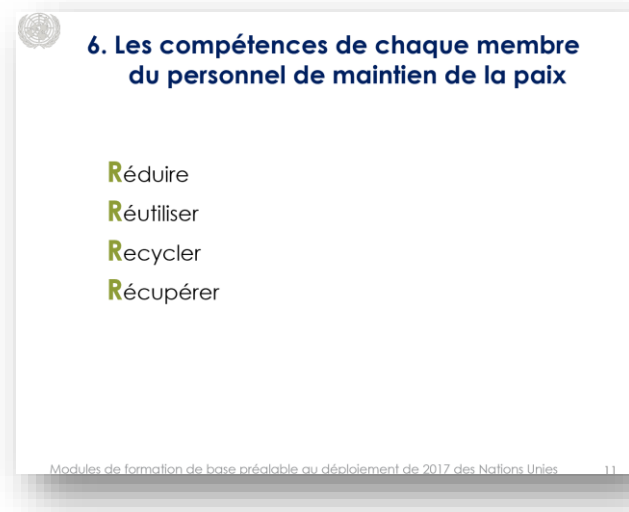 6. Les compétences de chaque membre
du personnel de maintien de la paix
Réduire
Réutiliser
Recycler
Récupérer
Modules de formation de base préalable au déploiement de 2017 des Nations Unies 11